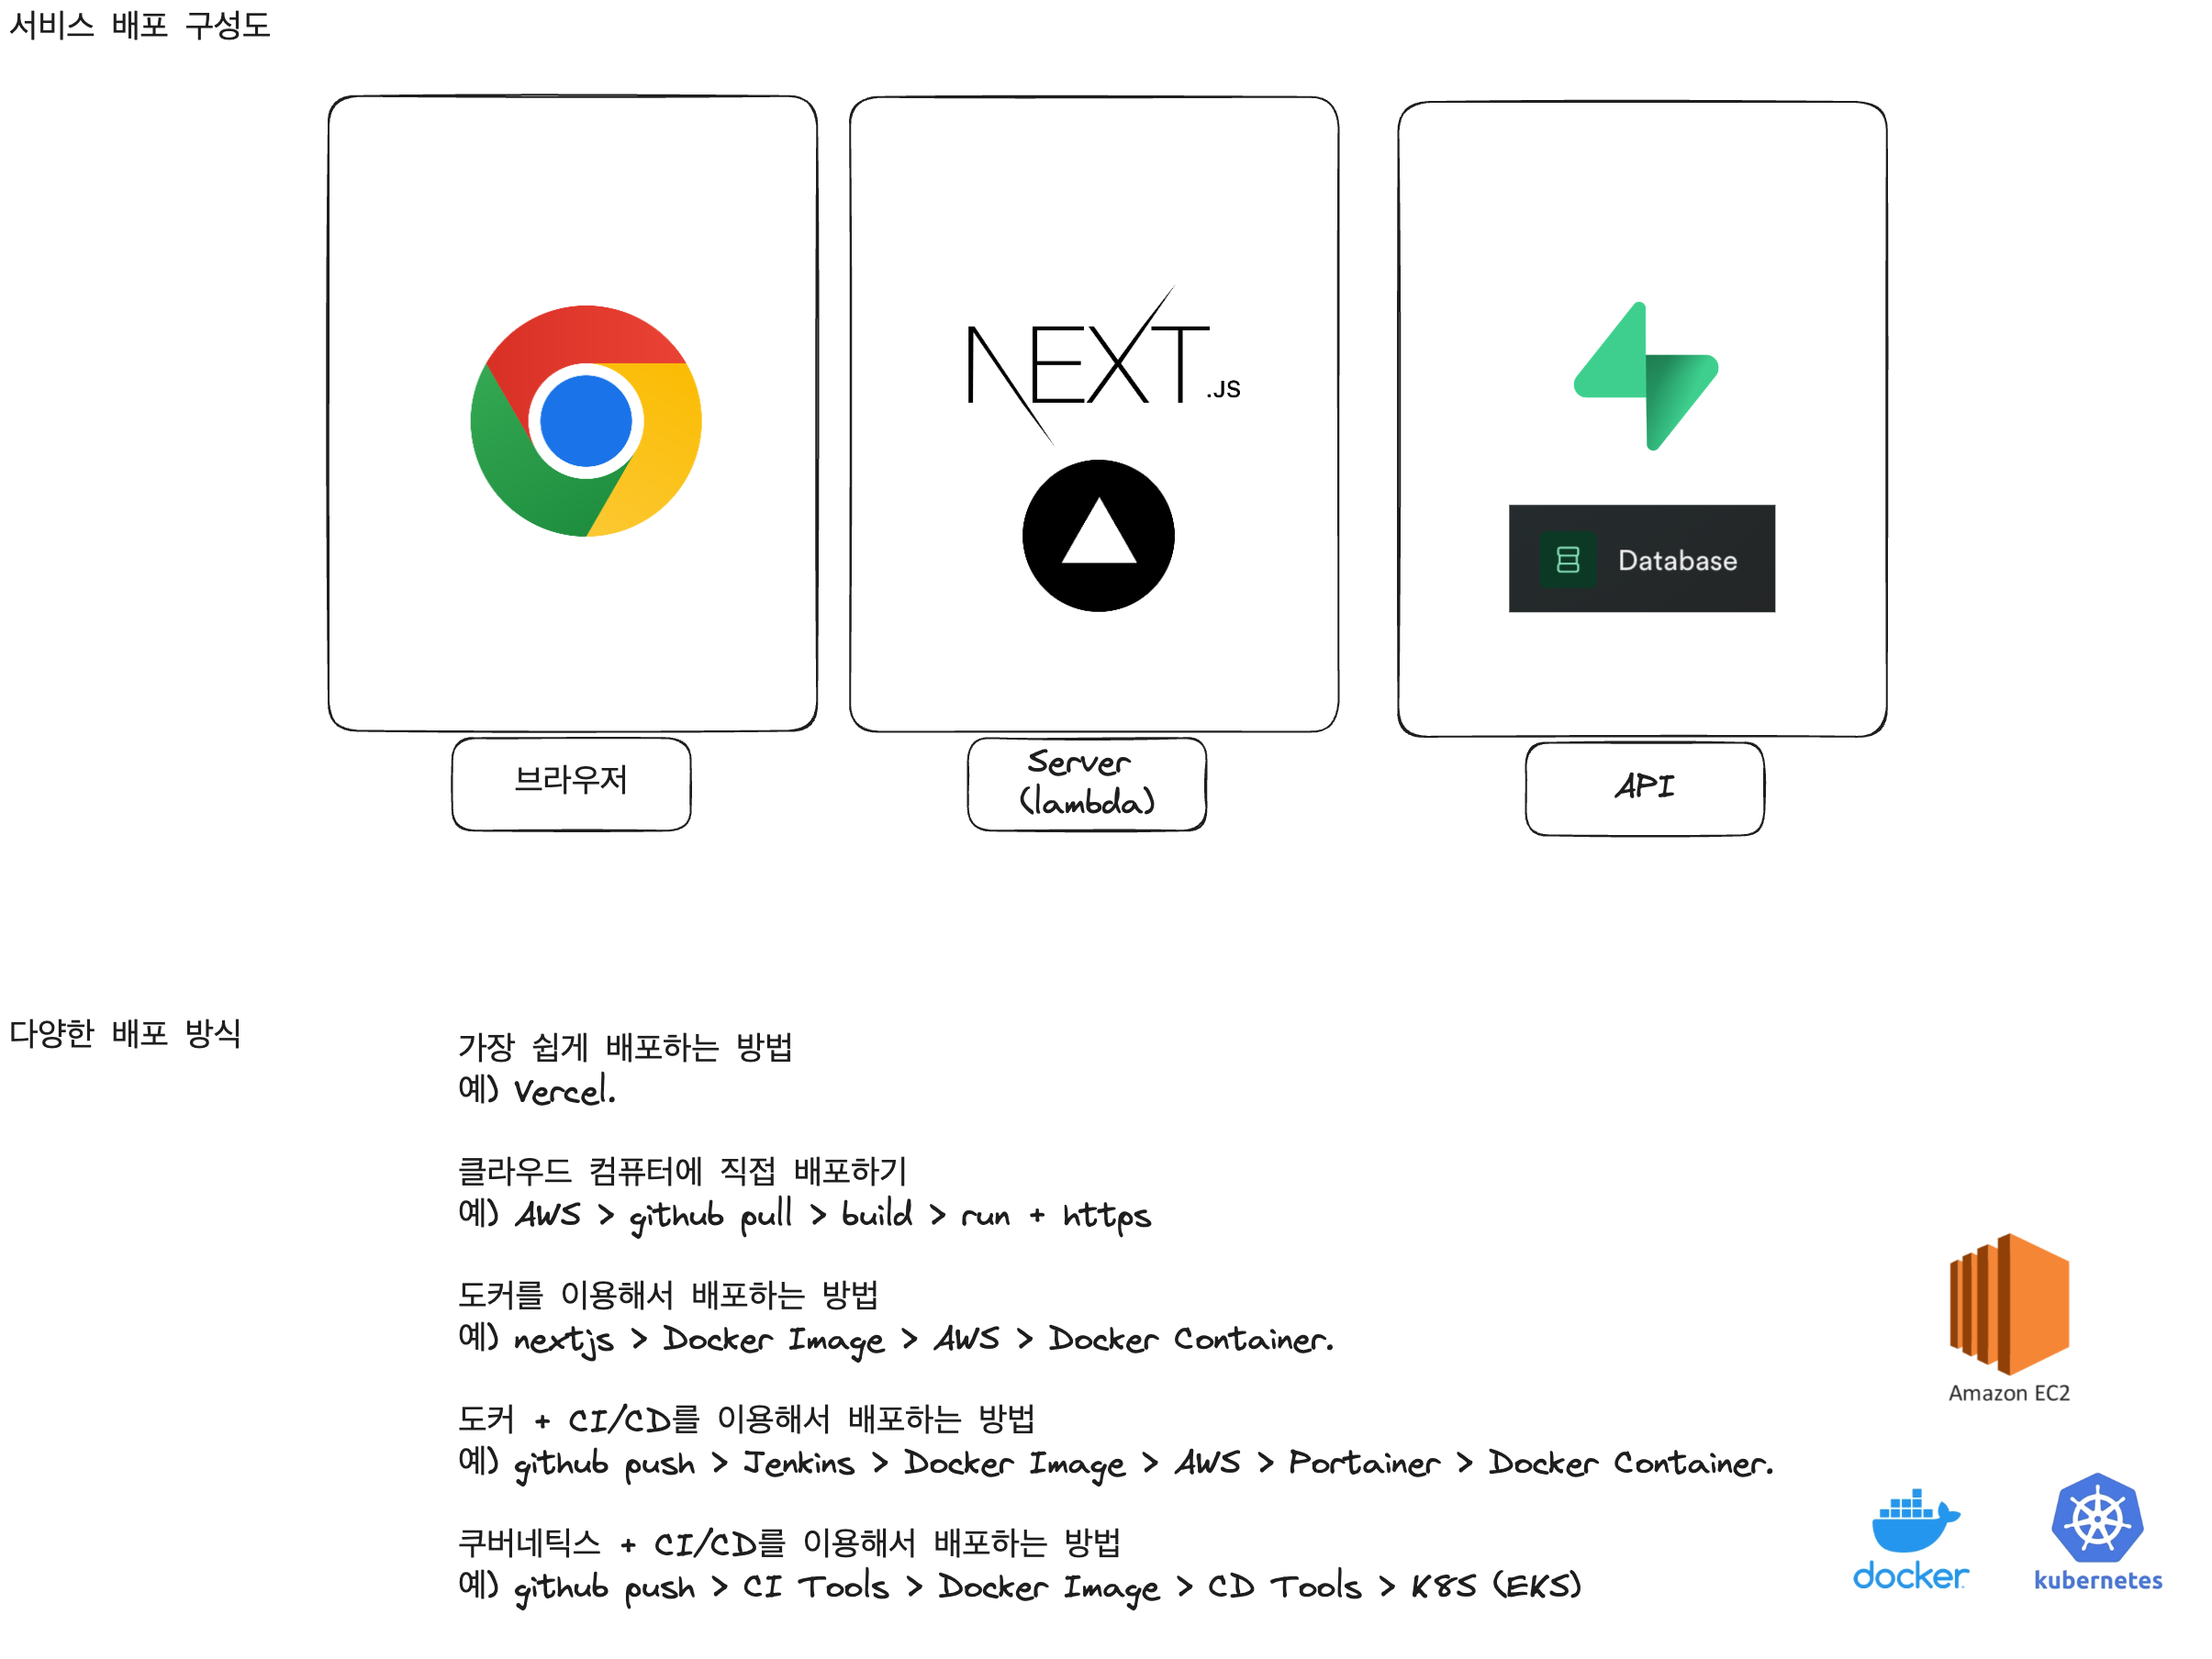 서비스 배포 구성도
NEXT.JS
Database
브라우저
Server
(lambda)
API
다양한 배포 방식
가장 쉽게 배포하는 방법
예) Vercel.
클라우드 컴퓨터에 직접 배포하기
예) AWS > github pull > build > run + https
도커를 이용해서 배포하는 방법
예) nextjs > Docker Image > AWS > Docker Container.
도커 + CI/CD를 이용해서 배포하는 방법
예) github push > Jenkins > Docker Image > AWS > Portainer > Docker Container.
쿠버네틱스 + CI/CD를 이용해서 배포하는 방법
예) github push > CI Tools > Docker Image > CD Tools > K8S (EKS)
Amazon EC2
docker
kubernetes